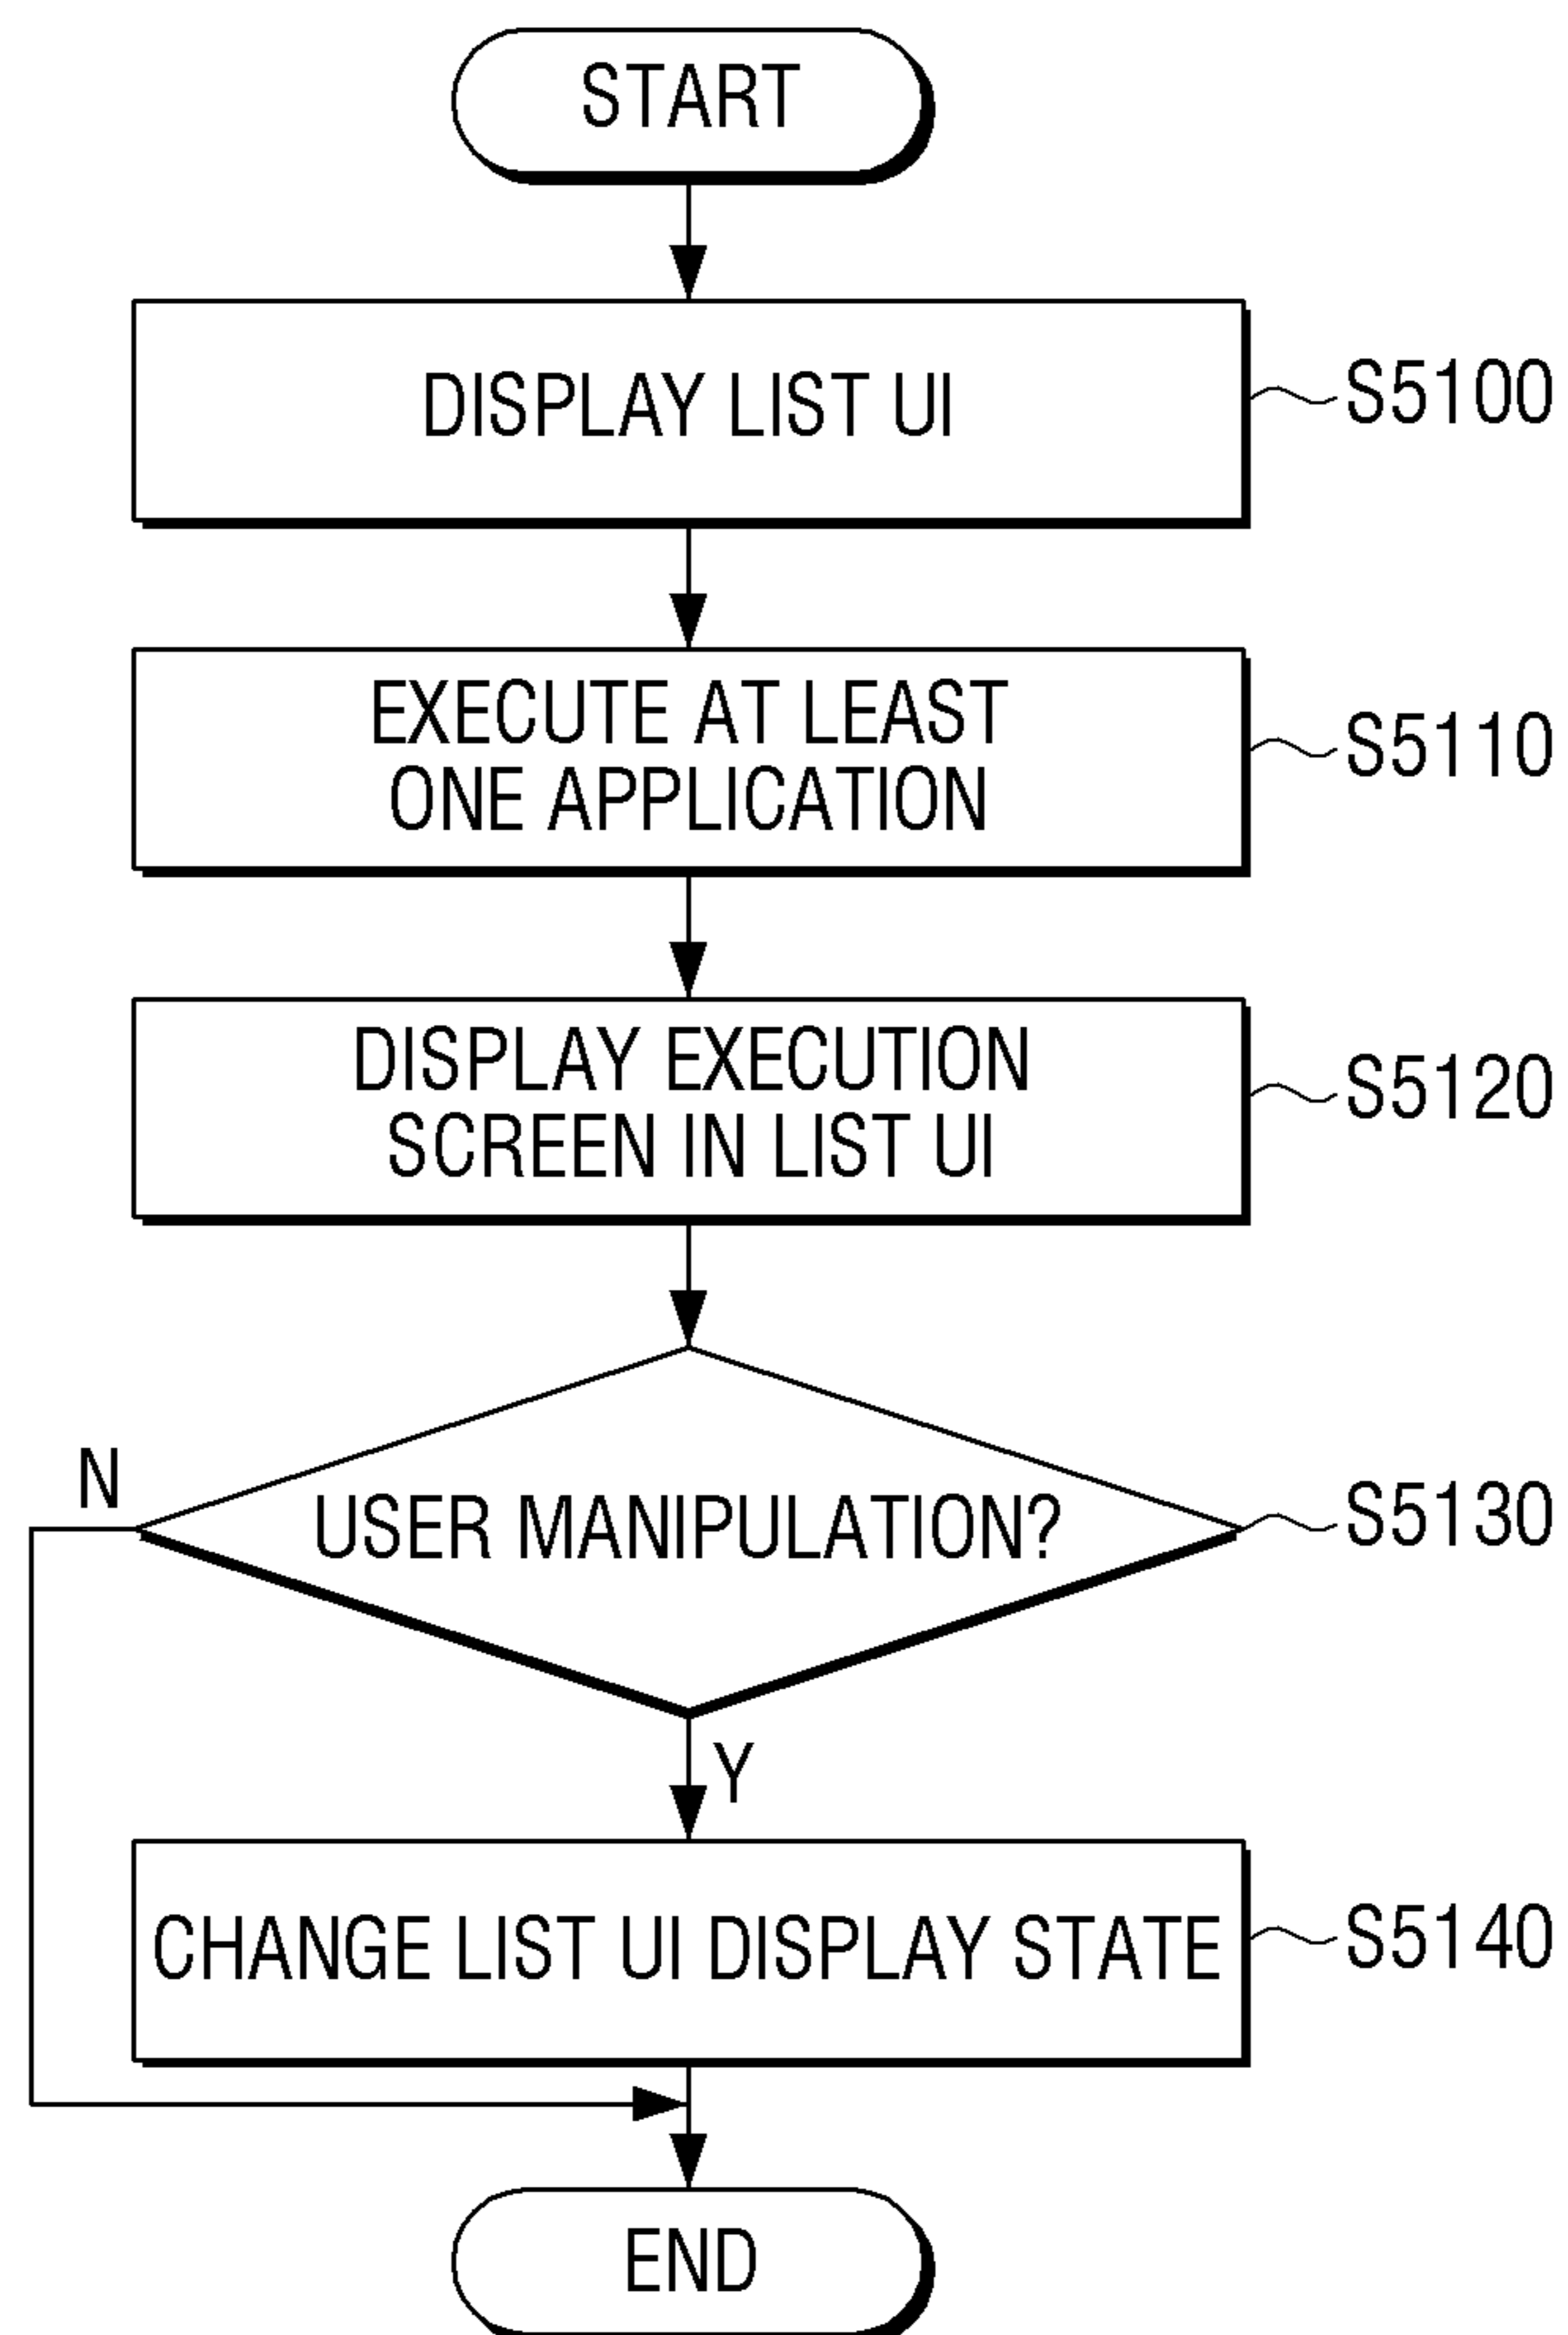 START
DISPLAY LIST UI
S5100
EXECUTE AT LEAST
ONE APPLICATION
S5110
DISPLAY EXECUTION
SCREEN IN LIST UI
S5120
N
USER MANIPULATION?
S5130
Y
CHANGE LIST UI DISPLAY STATE
S5140
END